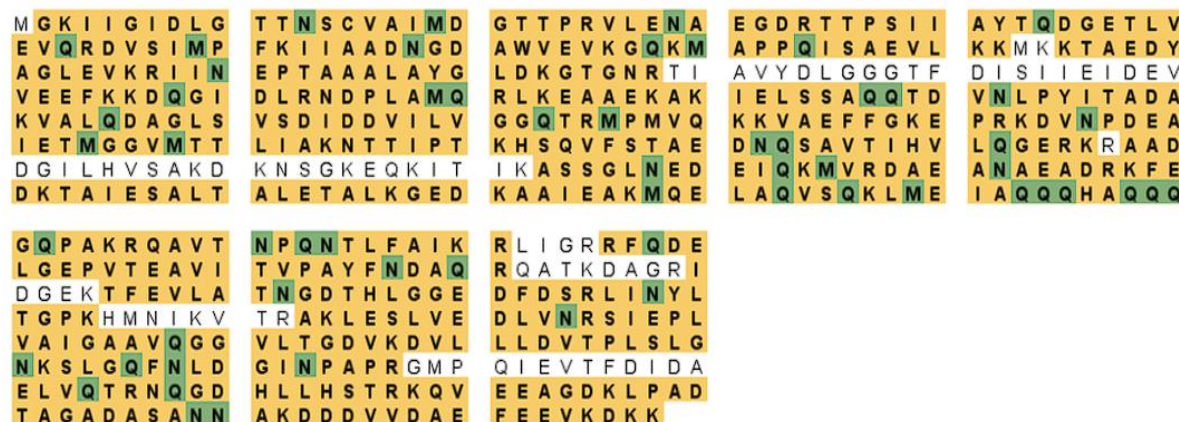 MGKIIGIDLG TTNSCVAIMD GTTPRVLENA EGDRTTPSII AYTQDGETLV
EVQRDVSIMP FKIIAADNGD AWVEVKGQKM APPQISAEVL KKMKKTAEDY
AGLEVKRIIN EPTAAALAYG LDKGTGNRTI AVYDLGGGTF DISIIEIDEV
VEEFKKDQGI DLRNDPLAMQ RLKEAAEKAK IELSSAQQTD VNLPYITADA
KVALQDAGLS VSDIDDVILV GGQTRMPMVQ KKVAEFFGKE PRKDVNPDEA
IETMGGVMTT LIAKNTTIPT KHSQVFSTAE DNQSAVTIHV LQGERKRAAD
DGILHVSAKD KNSGKEQKIT IKASSGLNED EIQKMVRDAE ANAEADRKFE
DKTAIESALT ALETALKGED KAAIEAKMQE LAQVSQKLME IAQQQHAQQQ
GQPAKRQAVT NPQNTLFAIK RLIGRRFQDE
LGEPVTEAVI TVPAYFNDAQ RQATKDAGRI
DGEKTFEVLA TNGDTHLGGE DFDSRLINYL
TGPKHMNIKV TRAKLESLVE DLVNRSIEPL
VAIGAAVQGG VLTGDVKDVL LLDVTPLSLG
NKSLGQFNLD GINPAPRGMP QIEVTFDIDA
ELVQTRNQGD HLLHSTRKQV EEAGDKLPAD
TAGADASANN AKDDDVVDAE FEEVKDKK